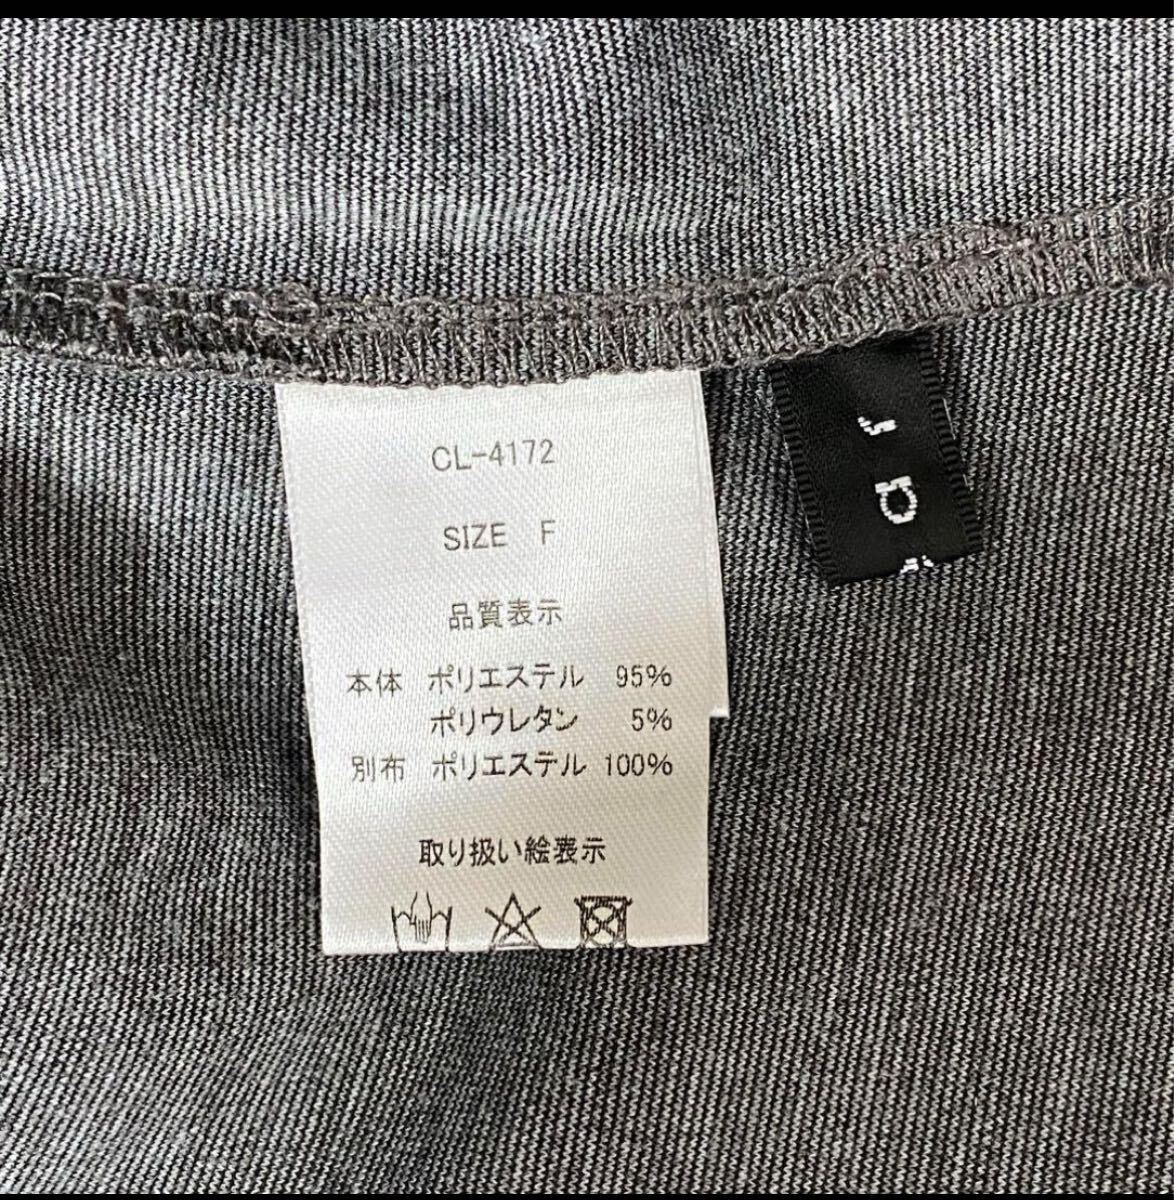 CL-4172
SIZE F
品質表示
本体 ポリエステル 95%
ポリウレタン 5%
別布 ポリエステル 100%
取り扱い絵表示